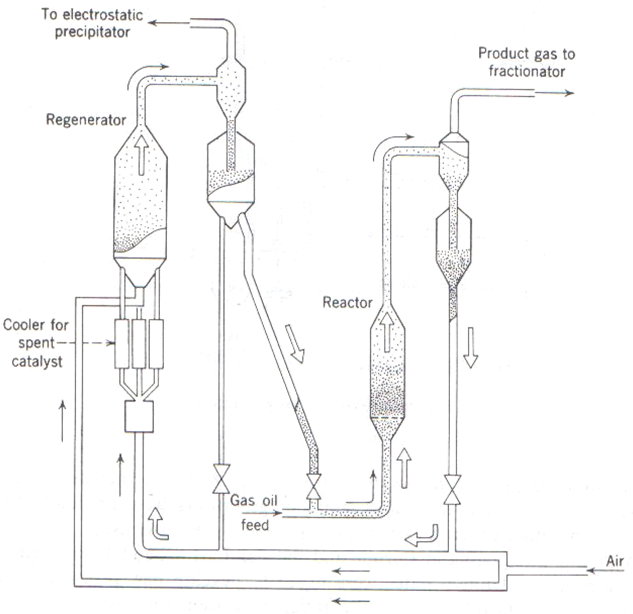 To electrostatic
precipitator
Product gas to
fractionator
Regenerator
Reactor
Cooler for
spent
catalyst
Gas oil
feed
Air